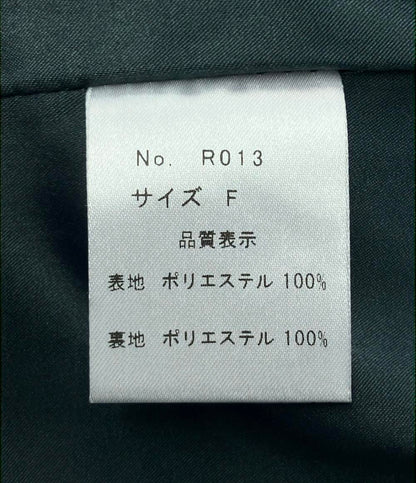 No. R013
サイズ F
品質表示
表地 ポリエステル 100%
裏地 ポリエステル 100%